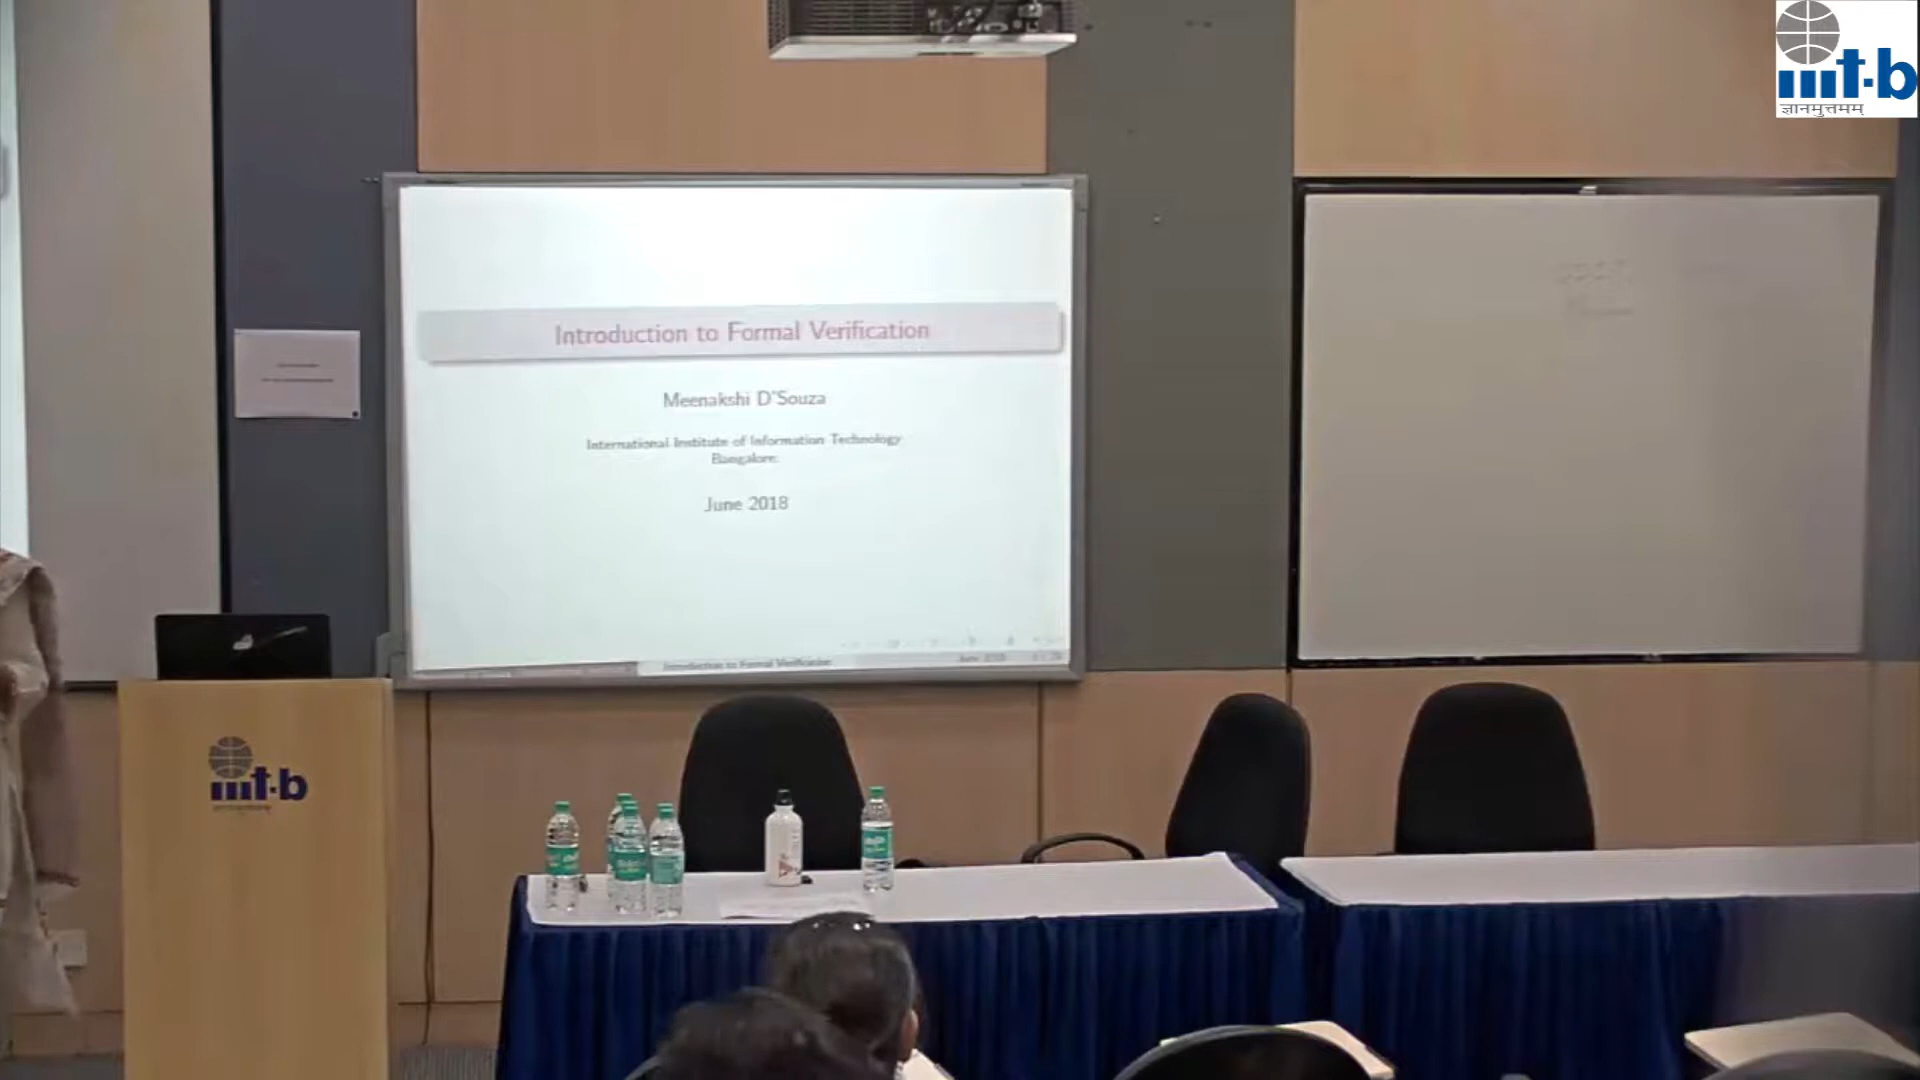 iiit-b
ज्ञानमुत्तमम्
Introduction to Formal Verification
Meenakshi D'Souza
International Institute of Information Technology
Bangalore.
June 2018
Introduction to Formal Verification
June 2018
iiit-b